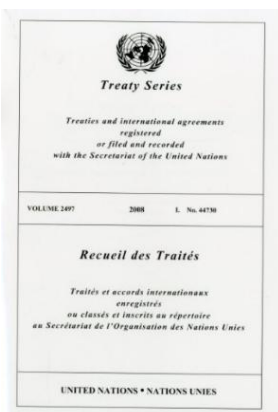 Treaty Series
Treaties and international agreements
registered
or filed and recorded
with the Secretariat of the United Nations
VOLUME 2497 2008 I. No. 44730
Recueil des Traités
Traités et accords internationaux
enregistrés
ou classés et inscrits au répertoire
au Secrétariat de l'Organisation des Nations Unies
UNITED NATIONS • NATIONS UNIES